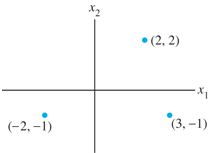 x₂
(2, 2)
x₁
(−2, −1)
(3, −1)